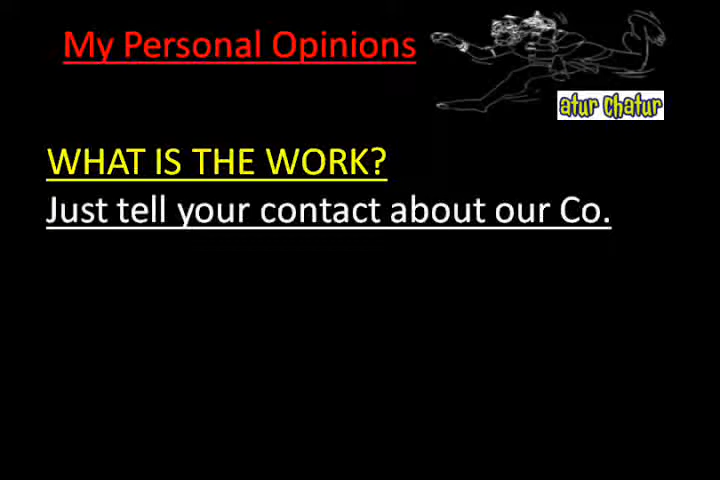 My Personal Opinions
atur chatur
WHAT IS THE WORK?
Just tell your contact about our Co.